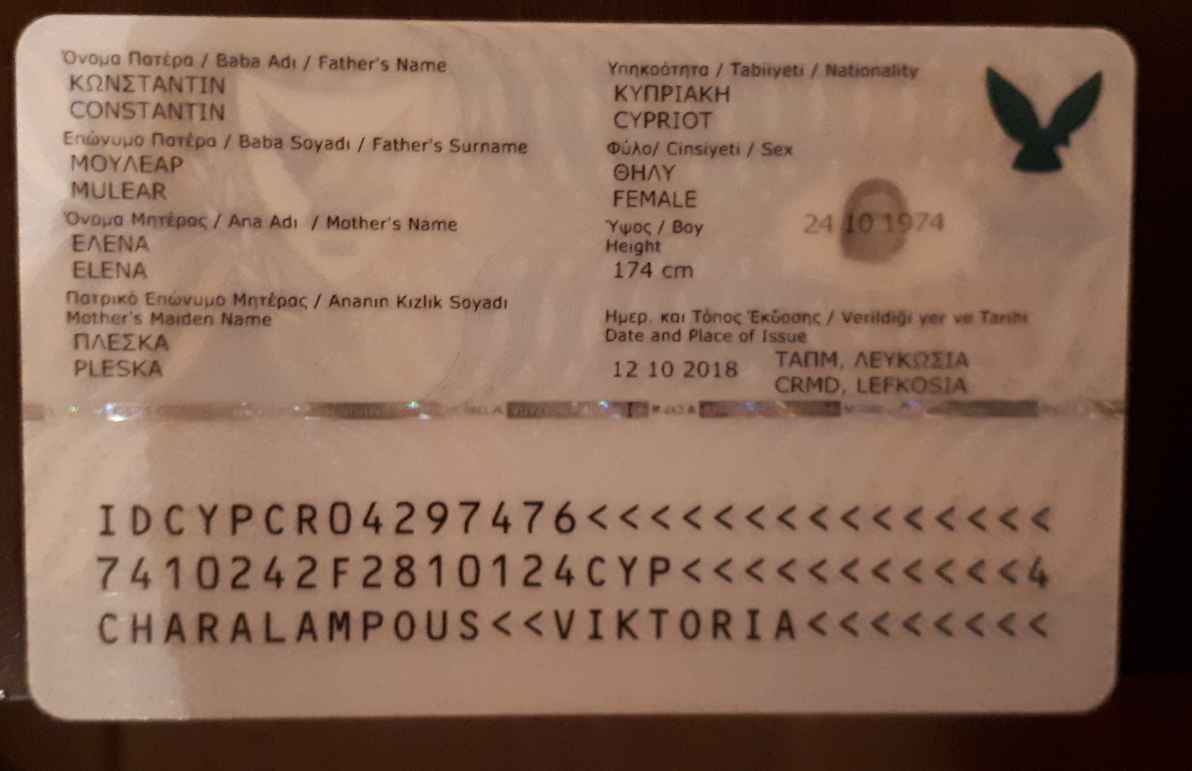 Όνομα Πατέρα / Baba Adı / Father's Name
ΚΩΝΣΤΑΝΤΙΝ
CONSTANTIN
Επώνυμο Πατέρα / Baba Soyadı / Father's Surname
ΜΟΥΛΕΑΡ
MULEAR
Όνομα Μητέρας / Ana Adı / Mother's Name
ΕΛΕΝΑ
ELENA
Πατρικό Επώνυμο Μητέρας / Ananın Kızlık Soyadı
Mother's Maiden Name
ΠΛΕΣΚΑ
PLESKA
Υπηκοότητα / Tabiiyeti / Nationality
ΚΥΠΡΙΑΚΗ
CYPRIOT
Φύλο/ Cinsiyeti / Sex
ΘΗΛΥ
FEMALE
Ύψος / Boy
Height
174 cm
24 10 1974
Ημερ. και Τόπος Έκδοσης / Verildiği yer ve Tarihi
Date and Place of Issue
12 10 2018 ΤΑΠΜ, ΛΕΥΚΩΣΙΑ
CRMD, LEFKOSIA
IDCYPCR04297476<<<<<<<<<<<<<<<
7410242F2810124CYP<<<<<<<<<<<4
CHARALAMPOUS<<VIKTORIA<<<<<<<<